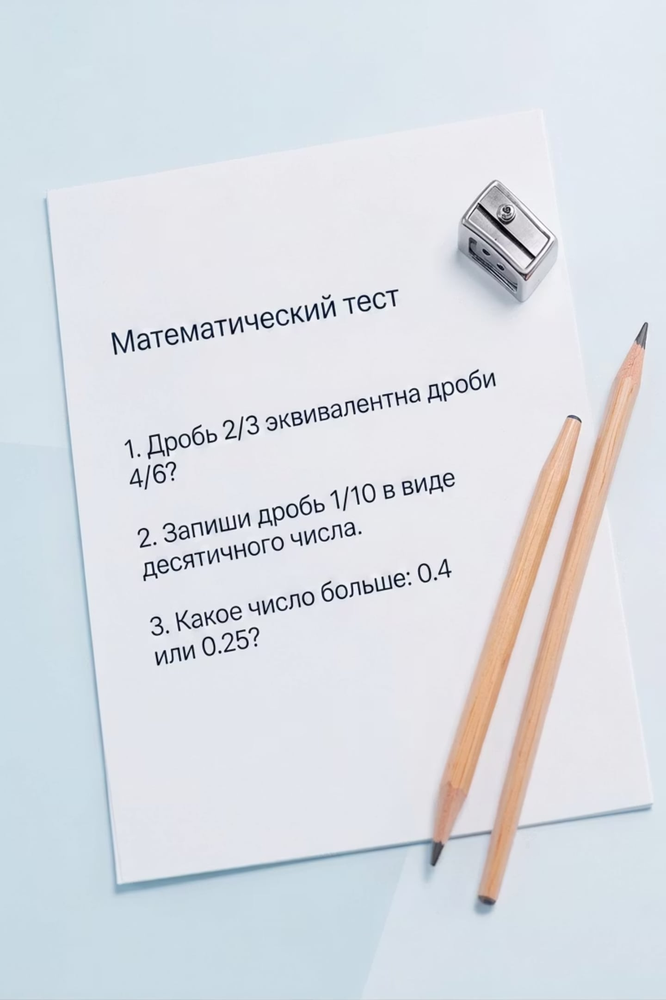 Математический тест
1. Дробь 2/3 эквивалентна дроби
4/6?
2. Запиши дробь 1/10 в виде
десятичного числа.
3. Какое число больше: 0.4
или 0.25?